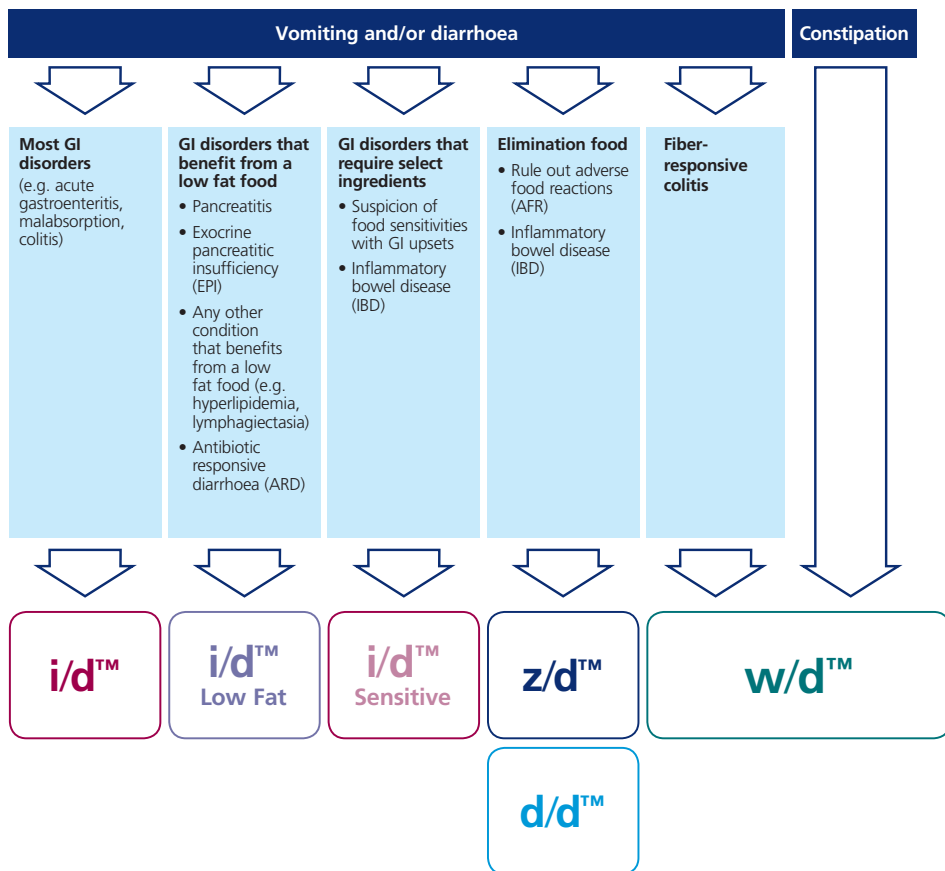 Vomiting and/or diarrhoea
Constipation
Most GI
disorders
(e.g. acute
gastroenteritis,
malabsorption,
colitis)
GI disorders that
benefit from a
low fat food
• Pancreatitis
• Exocrine
pancreatitic
insufficiency
(EPI)
• Any other
condition
that benefits
from a low
fat food (e.g.
hyperlipidemia,
lymphagiectasia)
• Antibiotic
responsive
diarrhoea (ARD)
GI disorders that
require select
ingredients
• Suspicion of
food sensitivities
with GI upsets
• Inflammatory
bowel disease
(IBD)
Elimination food
• Rule out adverse
food reactions
(AFR)
• Inflammatory
bowel disease
(IBD)
Fiber-
responsive
colitis
i/d™
i/d™
Low Fat
i/d™
Sensitive
z/d™
w/d™
d/d™